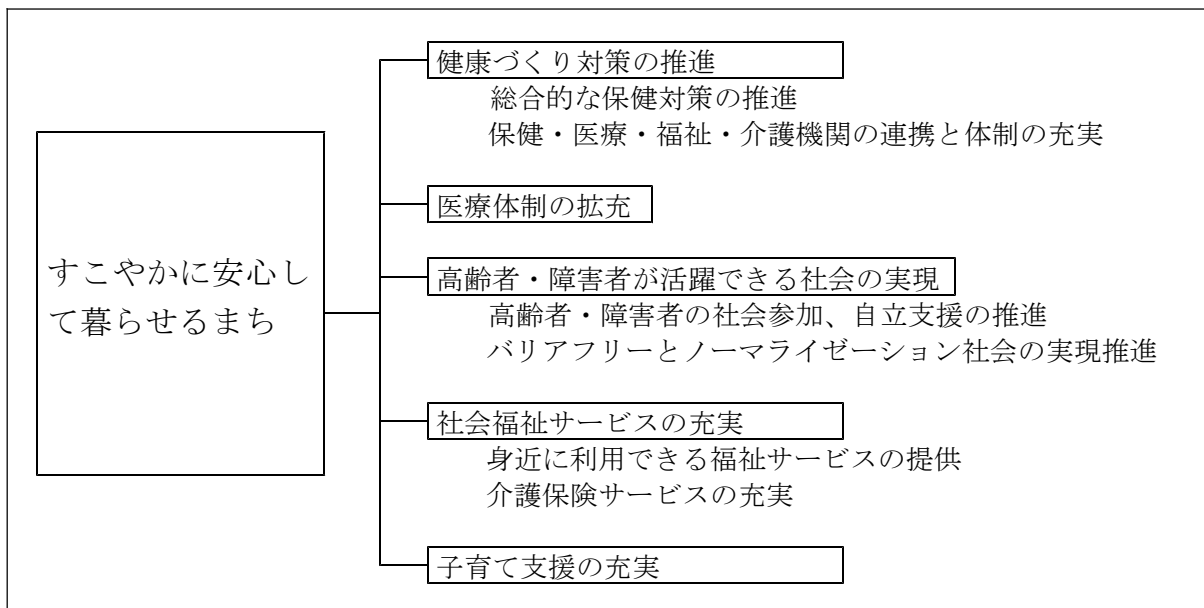 健康づくり対策の推進
総合的な保健対策の推進
保健・医療・福祉・介護機関の連携と体制の充実
医療体制の拡充
すこやかに安心し
て暮らせるまち
高齢者・障害者が活躍できる社会の実現
高齢者・障害者の社会参加、自立支援の推進
バリアフリーとノーマライゼーション社会の実現推進
社会福祉サービスの充実
身近に利用できる福祉サービスの提供
介護保険サービスの充実
子育て支援の充実